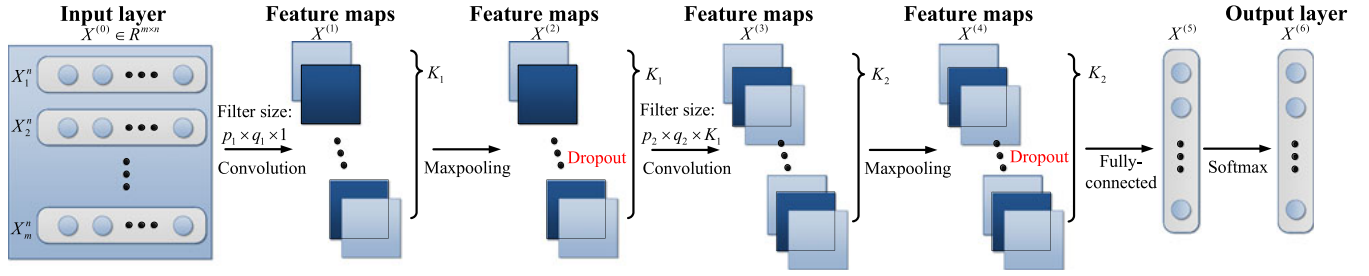 Input layer
X^(0) ∈ R^{m×n}
X_1^n
X_2^n
X_m^n
Filter size:
p_1 × q_1 × 1
Convolution
Feature maps
X^(1)
K_1
Maxpooling
Feature maps
X^(2)
Dropout
K_1
Filter size:
p_2 × q_2 × K_1
Convolution
Feature maps
X^(3)
K_2
Maxpooling
Feature maps
X^(4)
Dropout
K_2
Fully-
connected
X^(5)
Softmax
Output layer
X^(6)